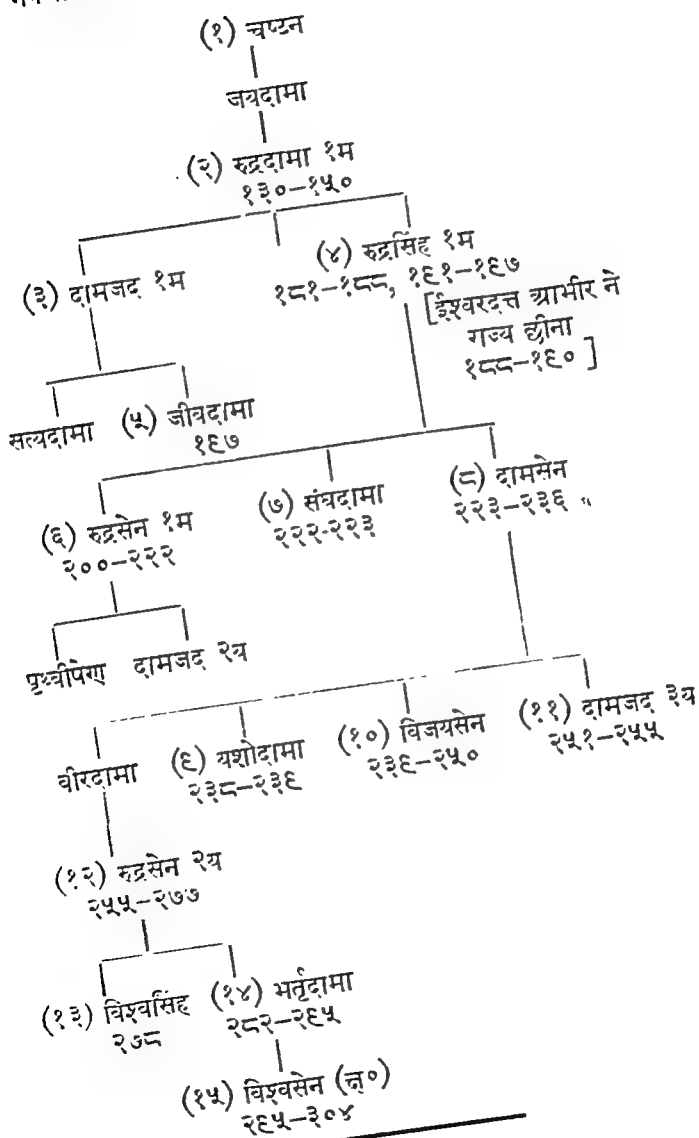 (१) चष्टन
जयदामा
(२) रुद्रदामा १म
१३०–१५०
(३) दामजद १म
(४) रुद्रसिंह १म
१८१–१८८, १९१–१९७
[ईश्वरदत्त आभीर ने
राज्य छीना
१८८–१९० ]
सत्यदामा (५) जीवदामा
१९७
(६) रुद्रसेन १म
२००–२२२
(७) संघदामा
२२२-२२३
(८) दामसेन
२२३–२३६
पृथ्वीषेण दामजद २य
वीरदामा
(९) यशोदामा
२३८–२३९
(१०) विजयसेन
२३९–२५०
(११) दामजद ३य
२५१–२५५
(१२) रुद्रसेन २य
२५५–२७७
(१३) विश्वसिंह
२७८
(१४) भर्तृदामा
२८२–२९५
(१५) विश्वसेन (क्ष०)
२९५–३०४